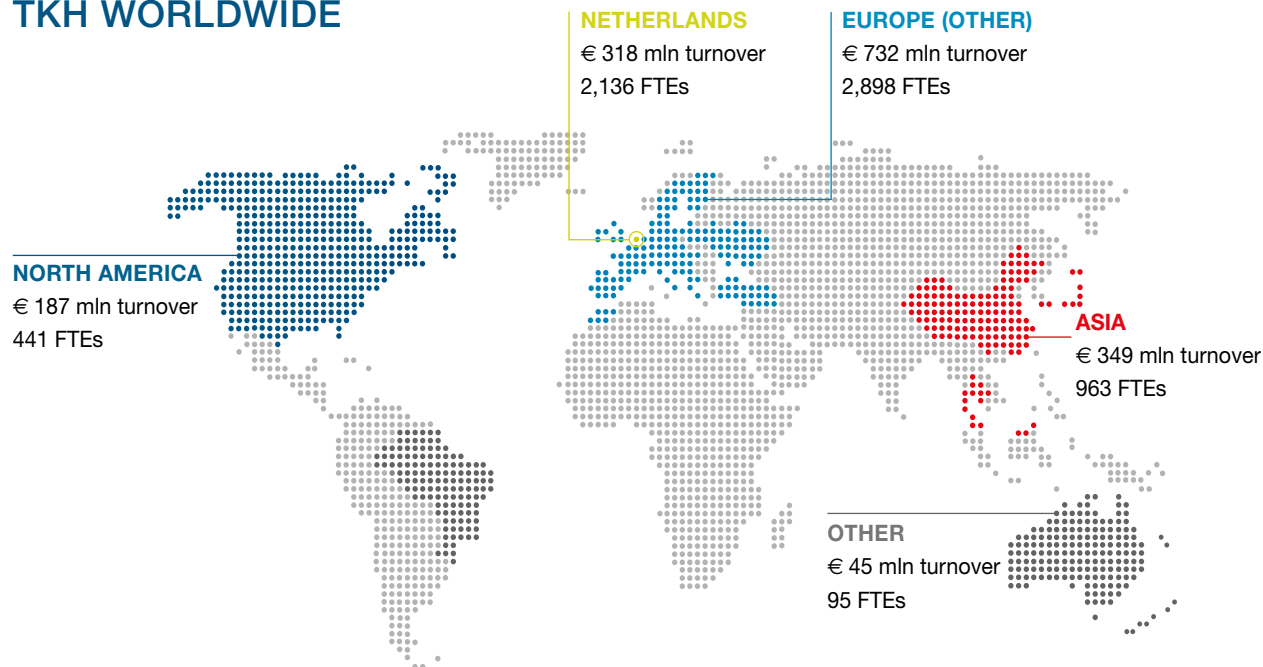 TKH WORLDWIDE
NETHERLANDS
€ 318 mln turnover
2,136 FTEs
EUROPE (OTHER)
€ 732 mln turnover
2,898 FTEs
NORTH AMERICA
€ 187 mln turnover
441 FTEs
ASIA
€ 349 mln turnover
963 FTEs
OTHER
€ 45 mln turnover
95 FTEs